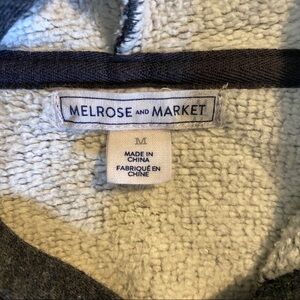 MELROSE AND MARKET
M
MADE IN
CHINA
FABRIQUÉ EN
CHINE